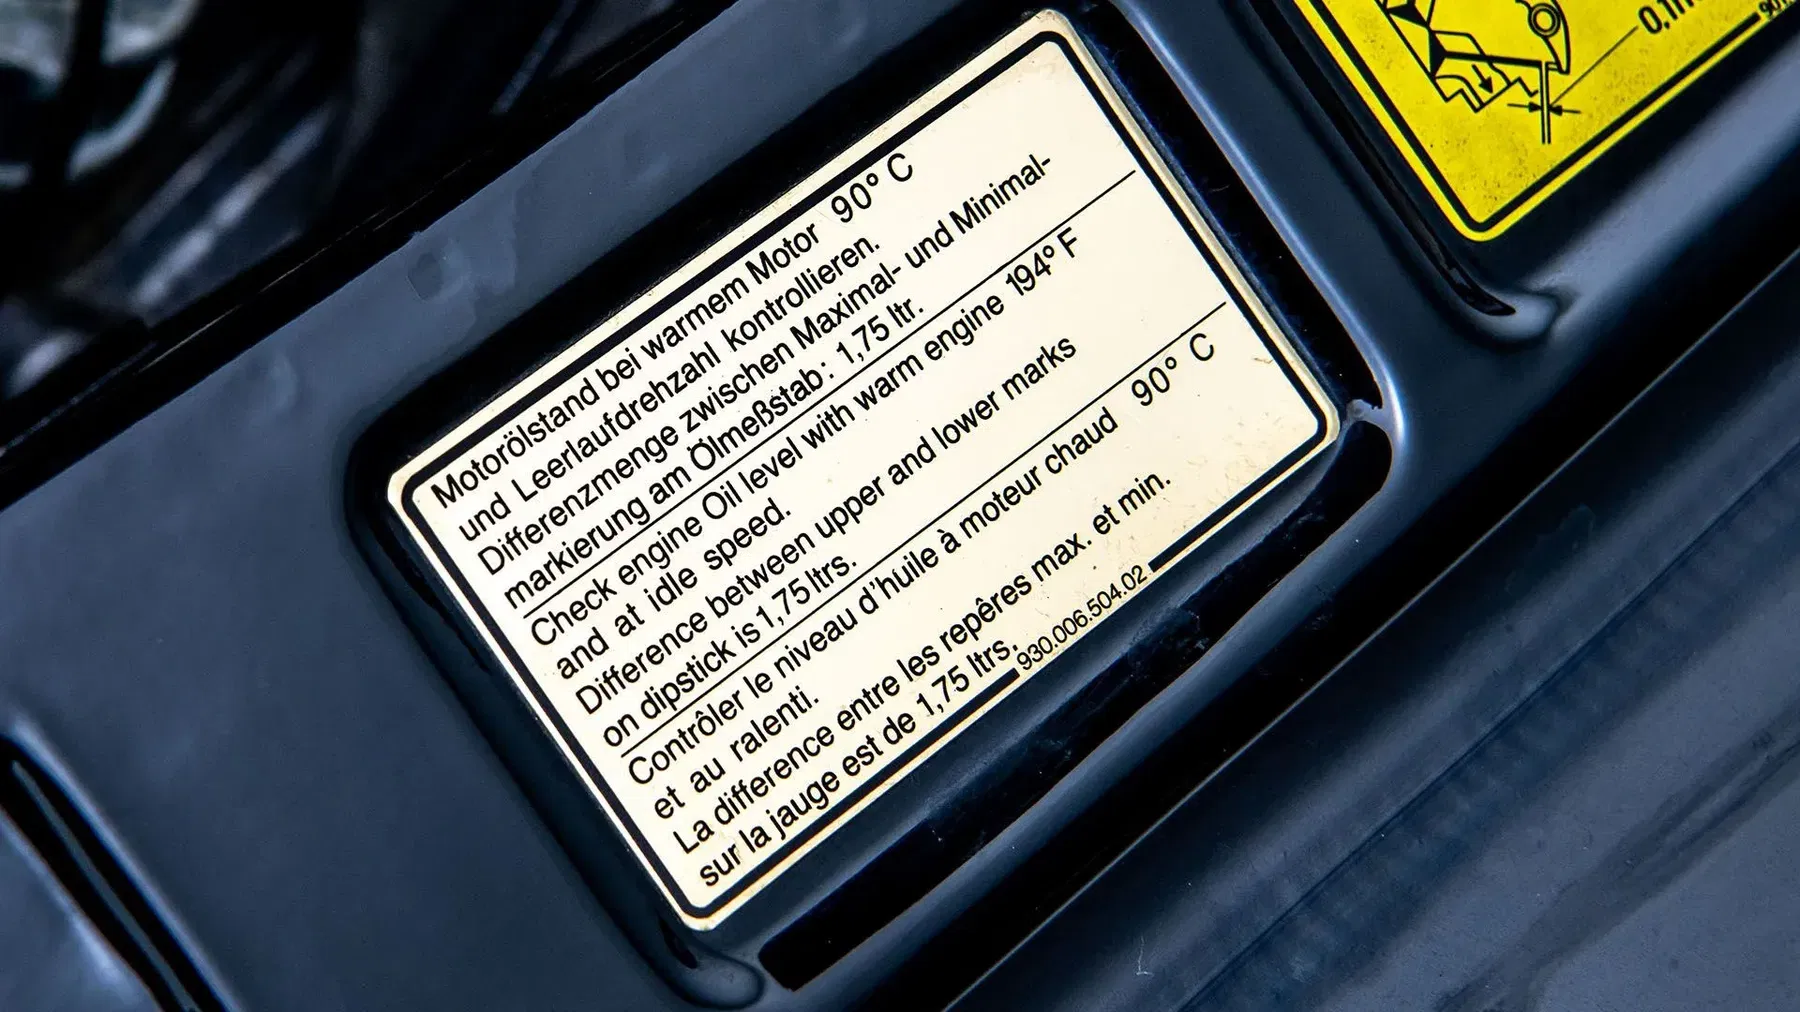 Motorölstand bei warmem Motor 90° C
und Leerlaufdrehzahl kontrollieren.
Differenzmenge zwischen Maximal- und Minimal-
markierung am Ölmeßstab: 1,75 ltr.
Check engine Oil level with warm engine 194° F
and at idle speed.
Difference between upper and lower marks
on dipstick is 1,75 ltrs.
Contrôler le niveau d'huile à moteur chaud 90° C
et au ralenti.
La difference entre les repêres max. et min.
sur la jauge est de 1,75 ltrs.
930.006.504.02